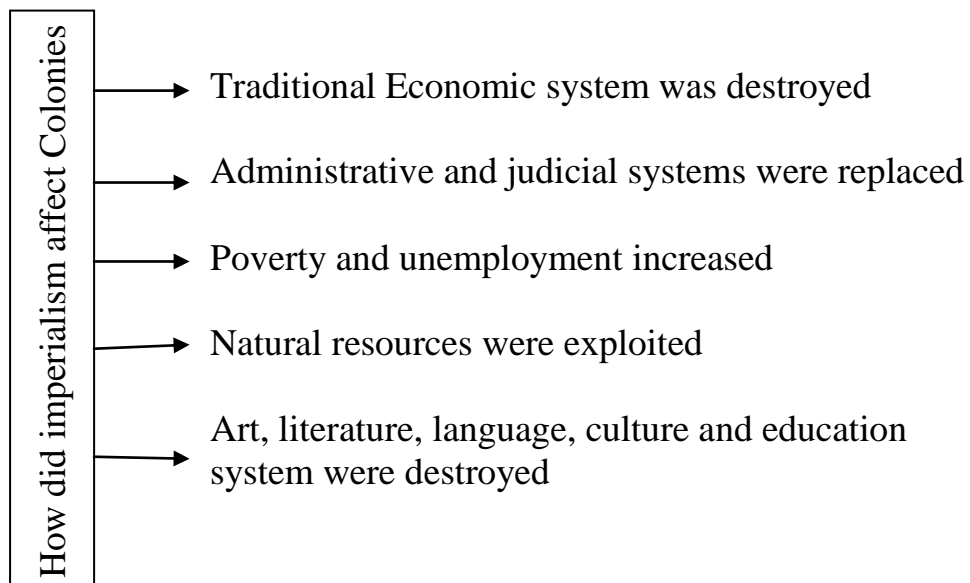 How did imperialism affect Colonies
Traditional Economic system was destroyed
Administrative and judicial systems were replaced
Poverty and unemployment increased
Natural resources were exploited
Art, literature, language, culture and education
system were destroyed